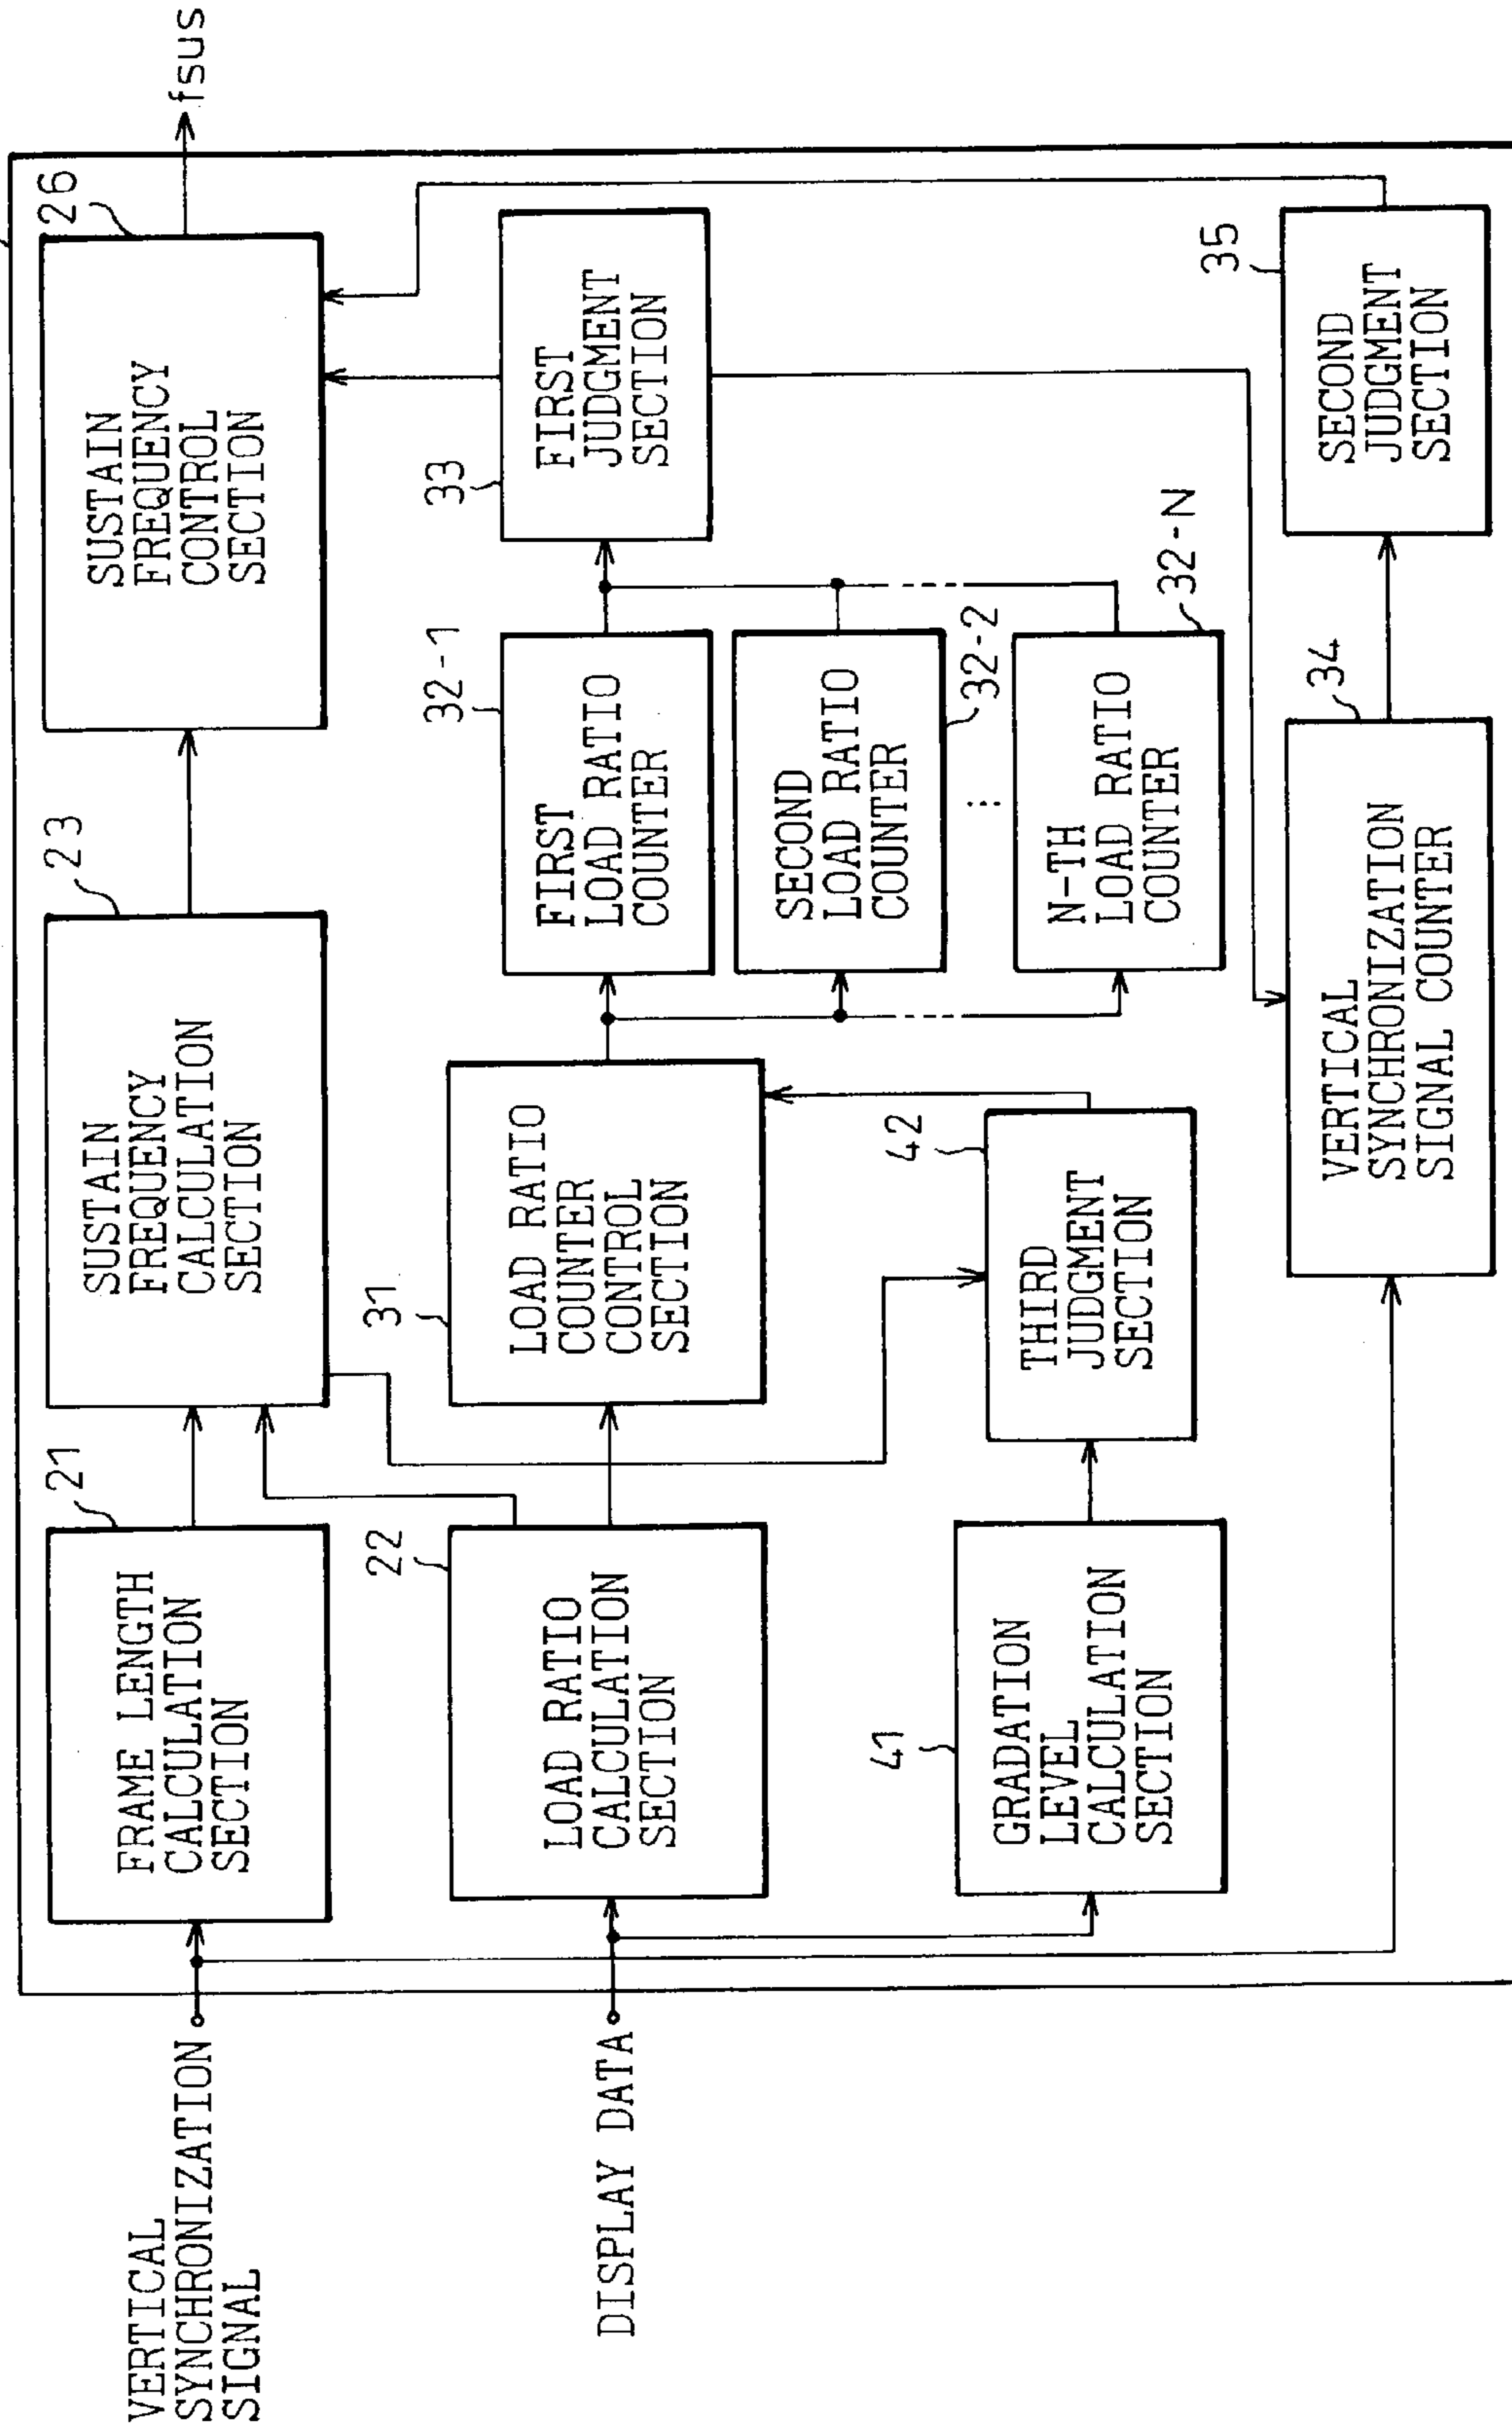 VERTICAL
SYNCHRONIZATION
SIGNAL
DISPLAY DATA
21
FRAME LENGTH
CALCULATION
SECTION
23
SUSTAIN
FREQUENCY
CALCULATION
SECTION
26
SUSTAIN
FREQUENCY
CONTROL
SECTION
fsus
22
LOAD RATIO
CALCULATION
SECTION
31
LOAD RATIO
COUNTER
CONTROL
SECTION
32-1
FIRST
LOAD RATIO
COUNTER
33
FIRST
JUDGMENT
SECTION
SECOND
LOAD RATIO
COUNTER
32-2
⋮
N-TH
LOAD RATIO
COUNTER
32-N
41
GRADATION
LEVEL
CALCULATION
SECTION
42
THIRD
JUDGMENT
SECTION
34
VERTICAL
SYNCHRONIZATION
SIGNAL COUNTER
35
SECOND
JUDGMENT
SECTION